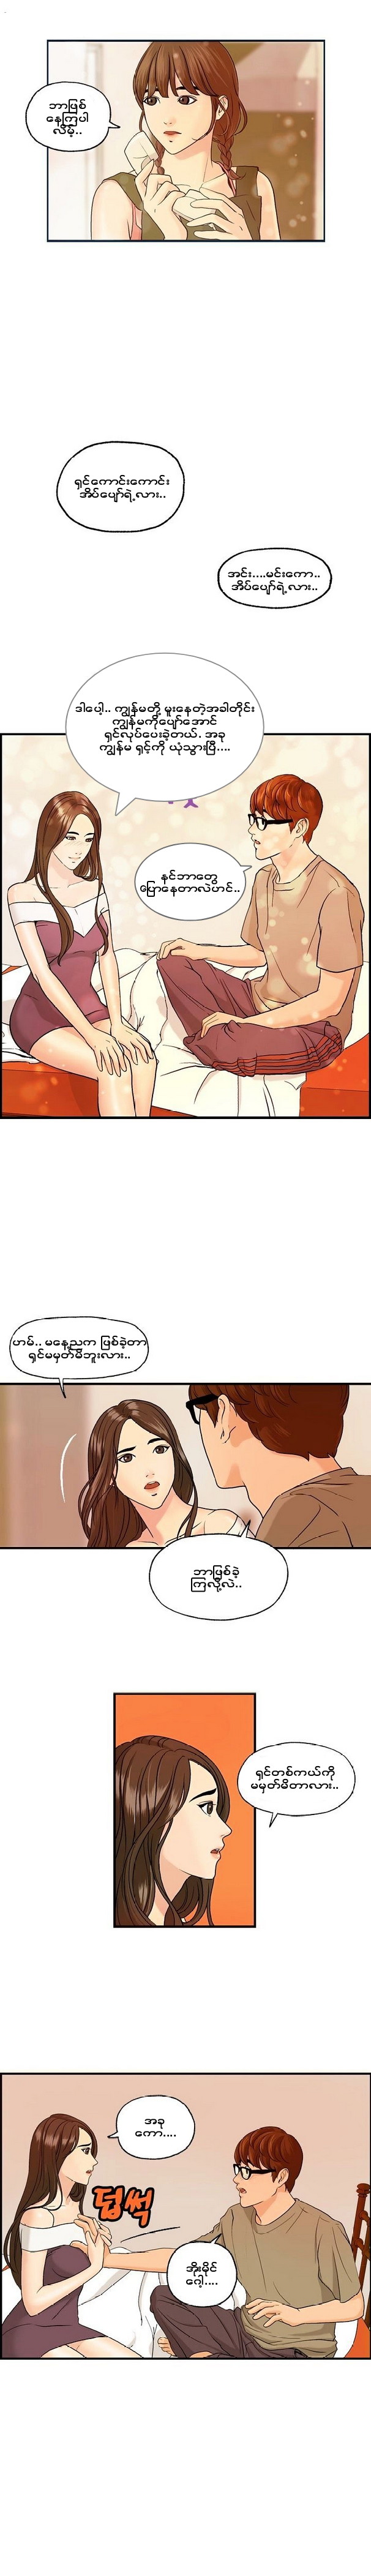 ဘာဖြစ်
နေကြပါ
လိမ့်..
ရှင်ကောင်းကောင်း
အိပ်ပျော်ရဲ့လား..
အင်း....မင်းကော..
အိပ်ပျော်ရဲ့လား..
ဒါပေါ့.. ကျွန်မတို့ မူးနေတဲ့အခါတိုင်း
ကျွန်မကိုပျော်အောင်
ရှင်လုပ်ပေးခဲ့တယ်. အခု
ကျွန်မ ရှင့်ကို ယုံသွားပြီ....
နင်ဘာတွေ
ပြောနေတာလဲဟင်..
ဟမ်.. မနေ့ညက ဖြစ်ခဲ့တာ
ရှင်မမှတ်မိဘူးလား..
ဘာဖြစ်ခဲ့
ကြလို့လဲ..
ရှင်တစ်ကယ်ကို
မမှတ်မိတာလား..
အခု
ကော....
덥썩
အိုးမိုင်
ဂေါ့....